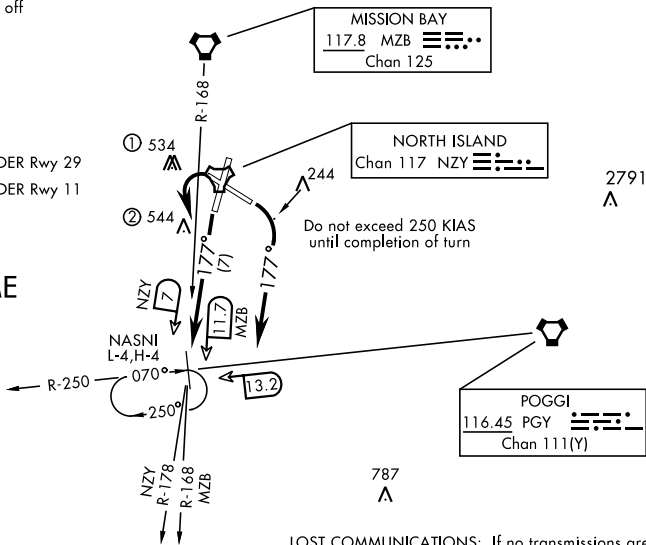 off
MISSION BAY
117.8 MZB
Chan 125
R-168
① 534
NORTH ISLAND
Chan 117 NZY
DER Rwy 29
DER Rwy 11
244
2791
② 544
Do not exceed 250 KIAS
until completion of turn
177°
(7)
177°
ME
NZY
7
11.7
MZB
NASNI
L-4,H-4
R-250
070°
250°
13.2
POGGI
116.45 PGY
Chan 111(Y)
NZY
R-178
R-168
MZB
787
LOST COMMUNICATIONS: If no transmissions are